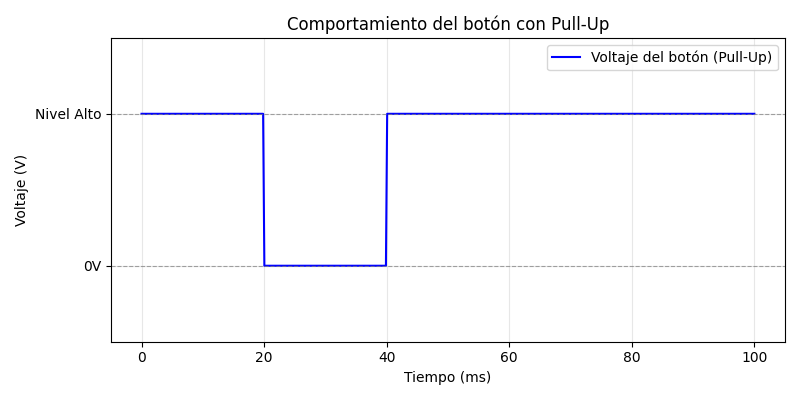 Comportamiento del botón con Pull-Up
Voltaje del botón (Pull-Up)
Nivel Alto
0V
Voltaje (V)
0 20 40 60 80 100
Tiempo (ms)